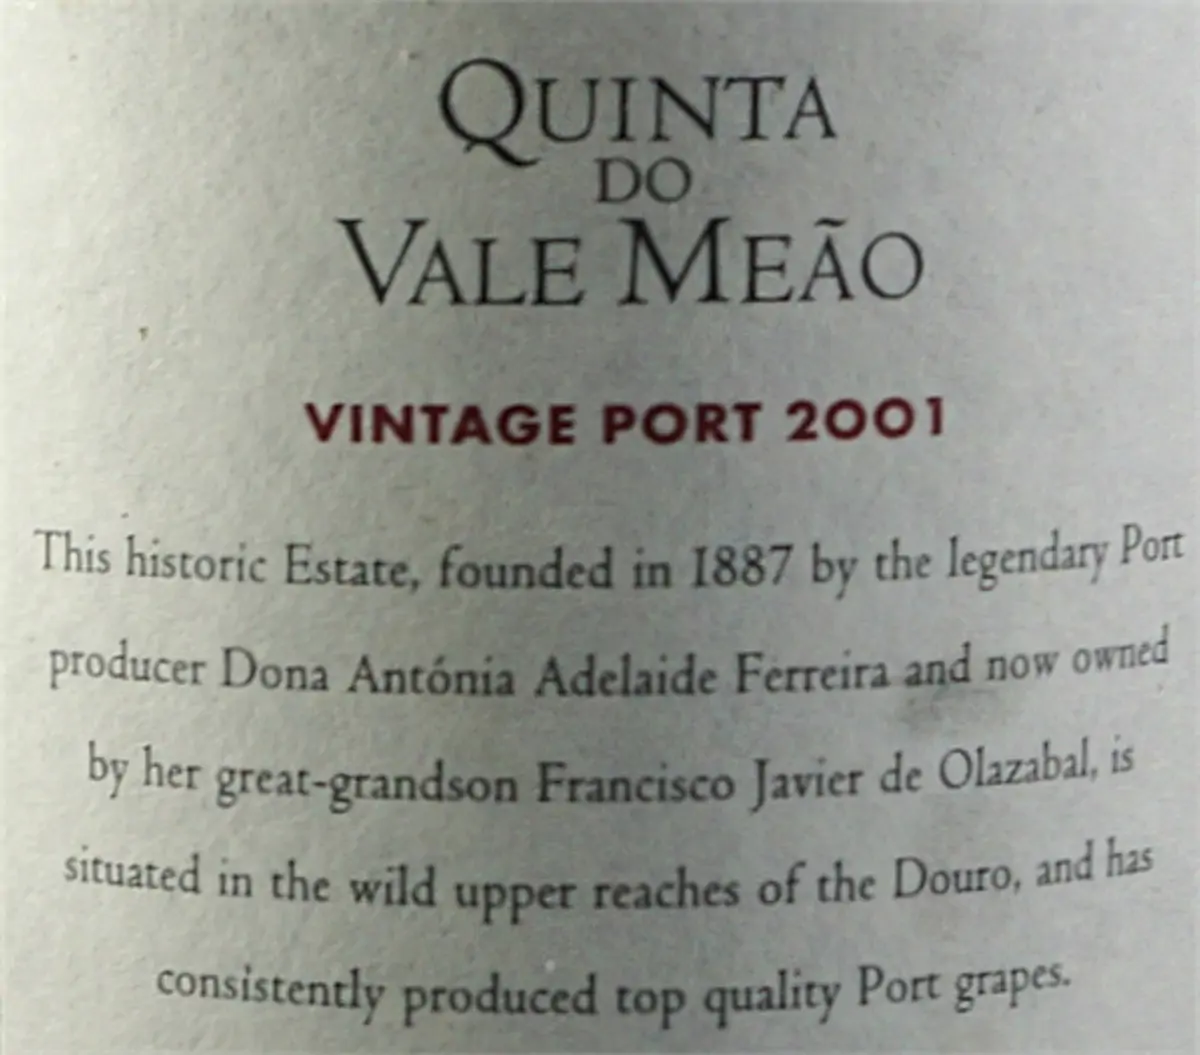 QUINTA
DO
VALE MEÃO
VINTAGE PORT 2001
This historic Estate, founded in 1887 by the legendary Port
producer Dona Antónia Adelaide Ferreira and now owned
by her great-grandson Francisco Javier de Olazabal, is
situated in the wild upper reaches of the Douro, and has
consistently produced top quality Port grapes.